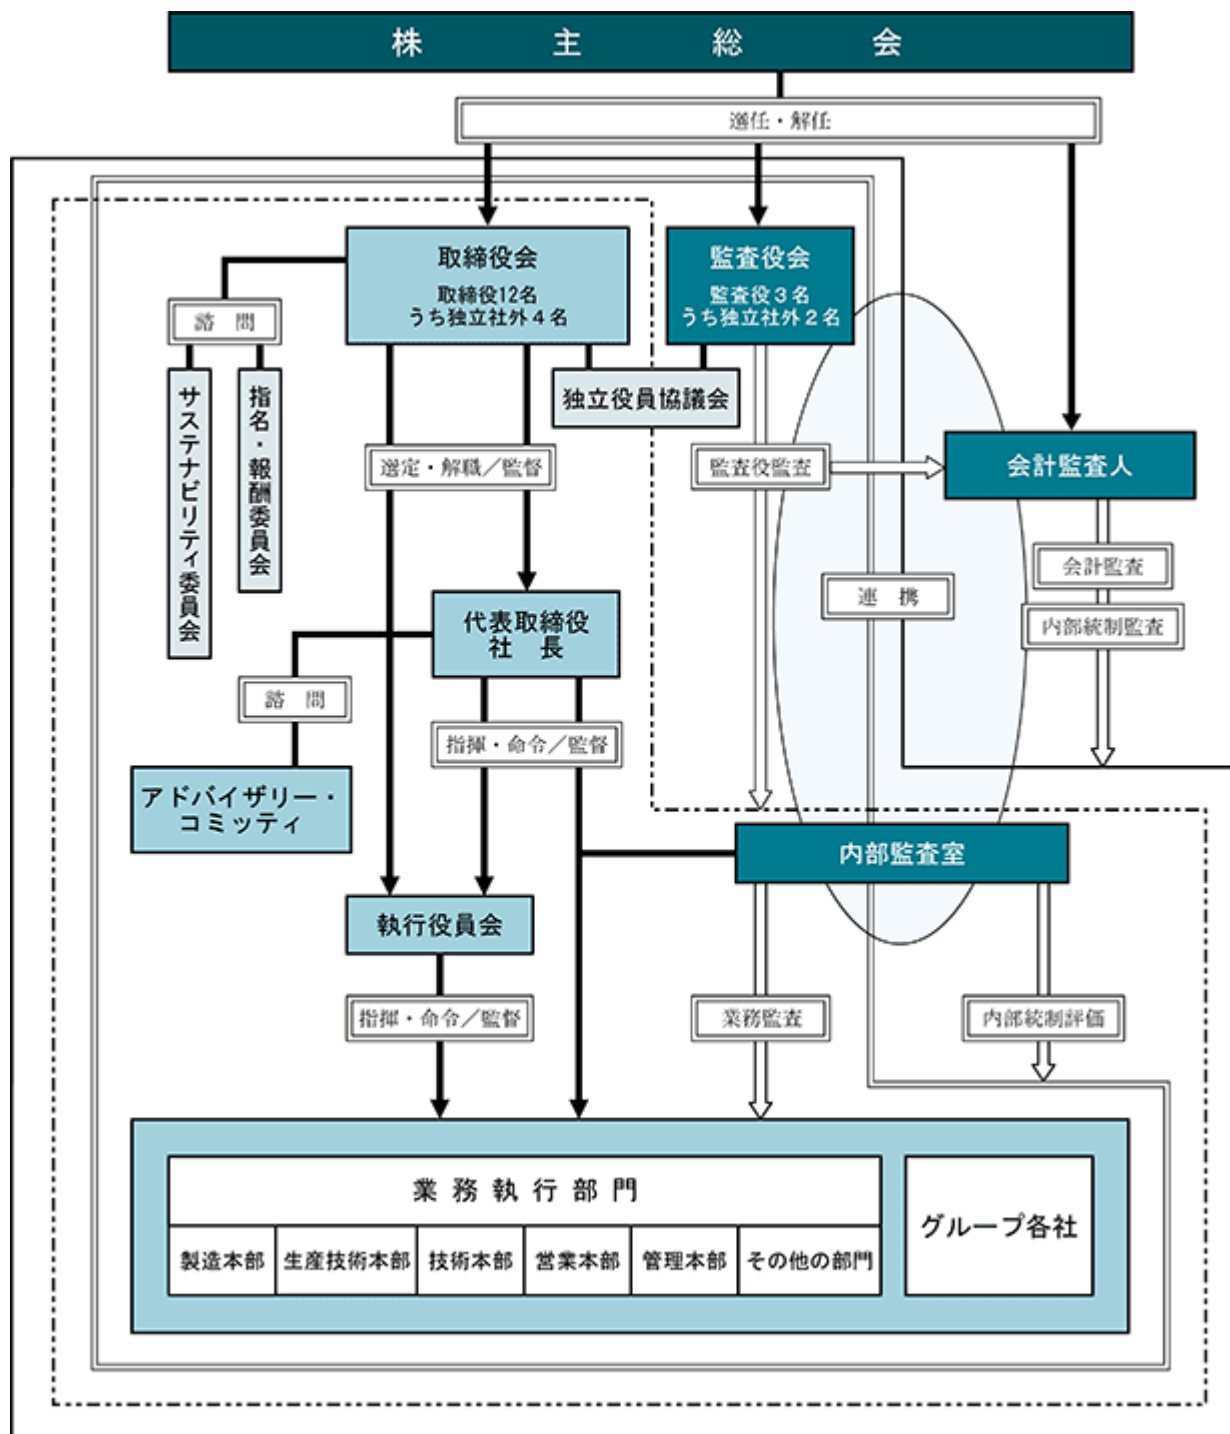 株主総会
選任・解任
取締役会
取締役12名
うち独立社外4名
監査役会
監査役3名
うち独立社外2名
諮問
サステナビリティ委員会
指名・報酬委員会
独立役員協議会
選定・解職／監督
監査役監査
会計監査人
会計監査
内部統制監査
連携
代表取締役
社長
諮問
指揮・命令／監督
アドバイザリー・
コミッティ
内部監査室
執行役員会
指揮・命令／監督
業務監査
内部統制評価
業務執行部門
製造本部
生産技術本部
技術本部
営業本部
管理本部
その他の部門
グループ各社